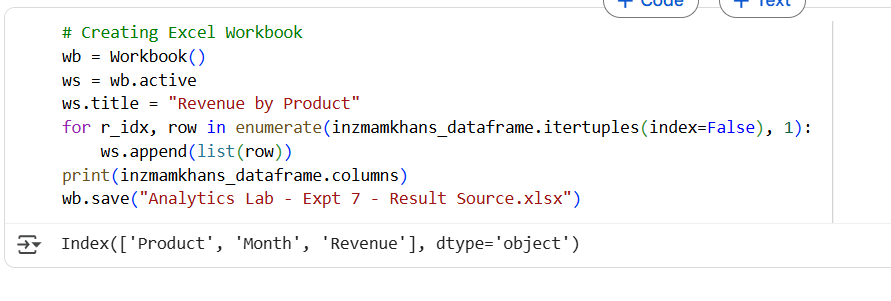 + Code + Text
# Creating Excel Workbook
wb = Workbook()
ws = wb.active
ws.title = "Revenue by Product"
for r_idx, row in enumerate(inzmamkhans_dataframe.itertuples(index=False), 1):
    ws.append(list(row))
print(inzmamkhans_dataframe.columns)
wb.save("Analytics Lab - Expt 7 - Result Source.xlsx")
Index(['Product', 'Month', 'Revenue'], dtype='object')